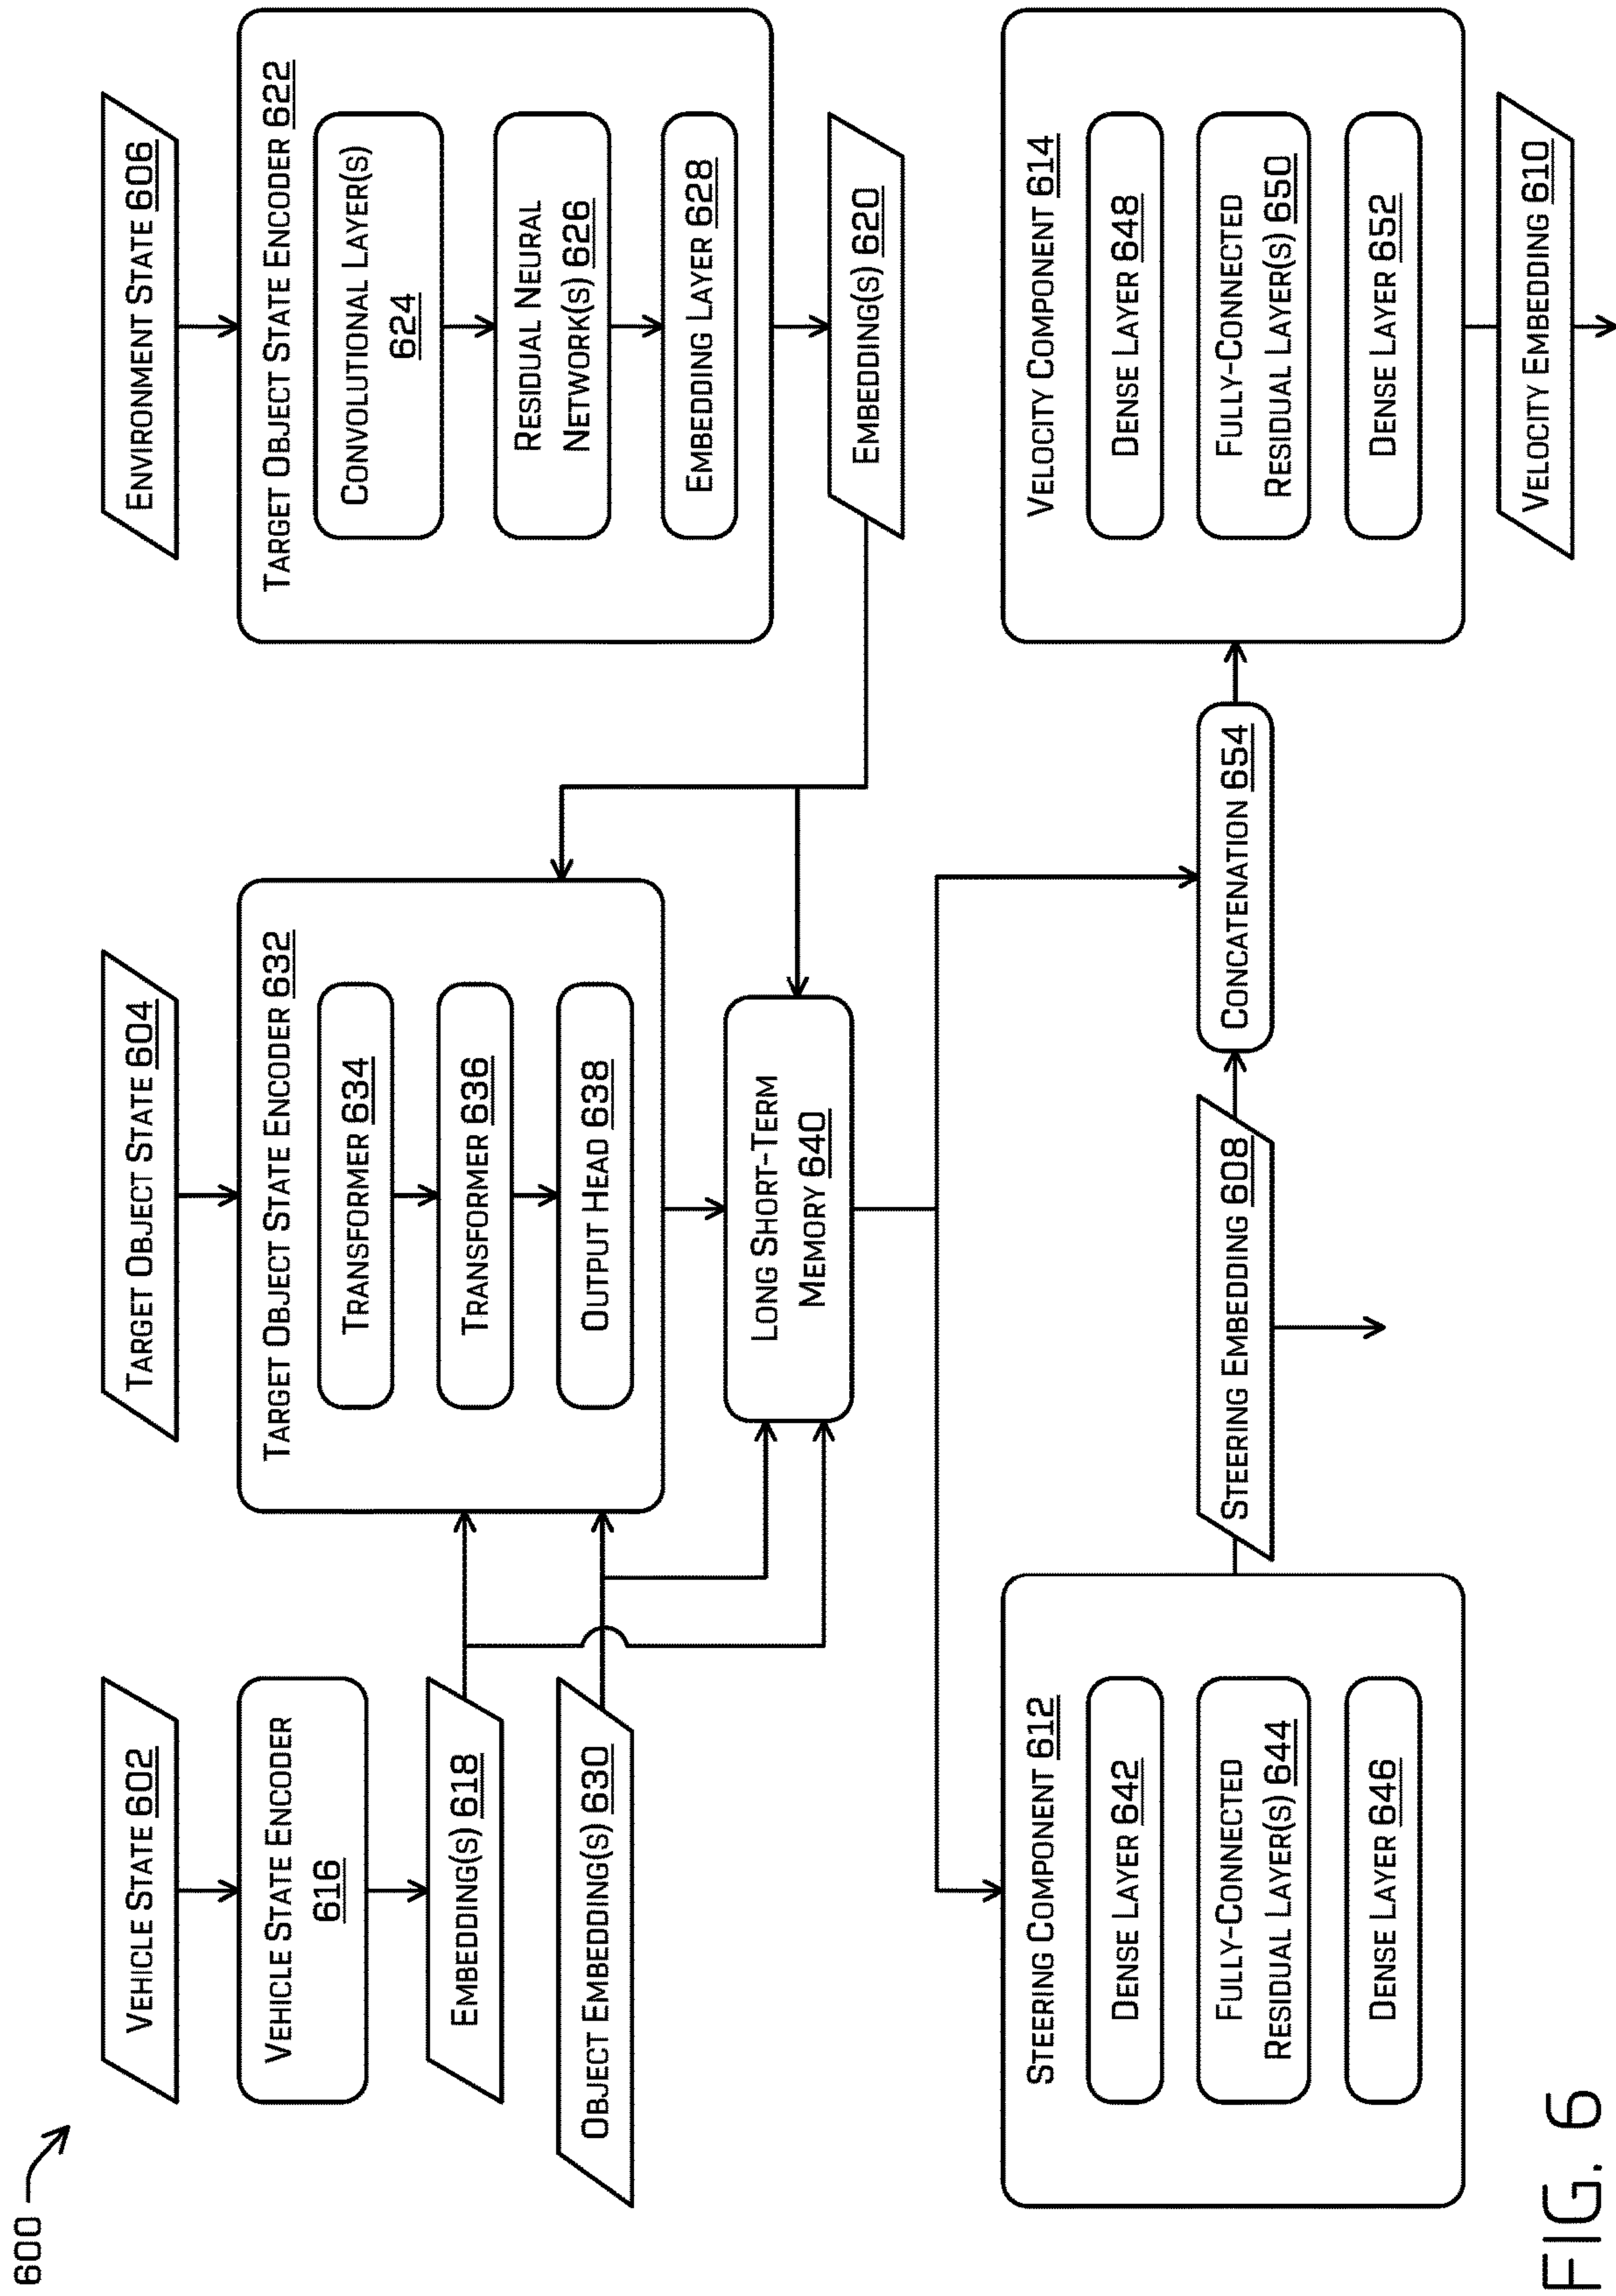 600
VEHICLE STATE 602
VEHICLE STATE ENCODER
616
EMBEDDING(S) 618
OBJECT EMBEDDING(S) 630
TARGET OBJECT STATE 604
TARGET OBJECT STATE ENCODER 632
TRANSFORMER 634
TRANSFORMER 636
OUTPUT HEAD 638
LONG SHORT-TERM
MEMORY 640
ENVIRONMENT STATE 606
TARGET OBJECT STATE ENCODER 622
CONVOLUTIONAL LAYER(S)
624
RESIDUAL NEURAL
NETWORK(S) 626
EMBEDDING LAYER 628
EMBEDDING(S) 620
STEERING COMPONENT 612
DENSE LAYER 642
FULLY-CONNECTED
RESIDUAL LAYER(S) 644
DENSE LAYER 646
STEERING EMBEDDING 608
CONCATENATION 654
VELOCITY COMPONENT 614
DENSE LAYER 648
FULLY-CONNECTED
RESIDUAL LAYER(S) 650
DENSE LAYER 652
VELOCITY EMBEDDING 610
FIG. 6